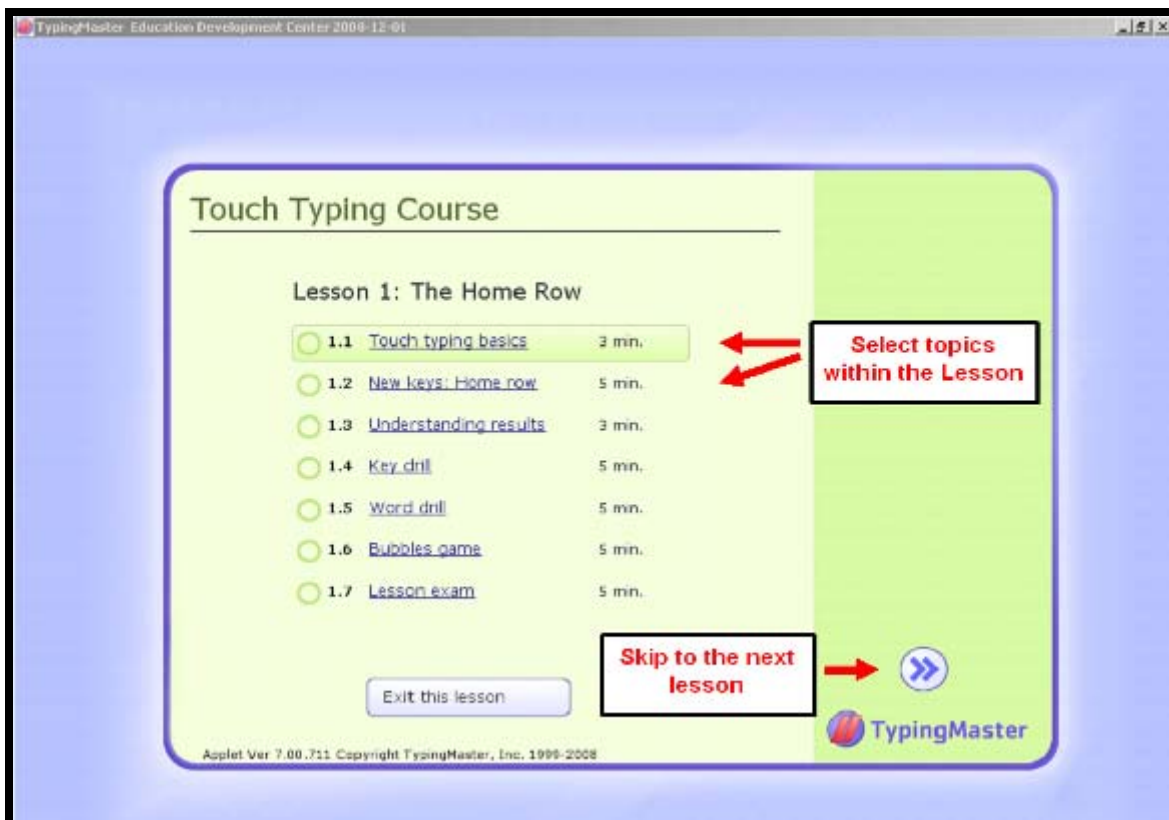 TypingMaster Education Development Center 2008-12-01
Touch Typing Course
Lesson 1: The Home Row
1.1 Touch typing basics 3 min.
1.2 New keys: Home row 5 min.
1.3 Understanding results 3 min.
1.4 Key drill 5 min.
1.5 Word drill 5 min.
1.6 Bubbles game 5 min.
1.7 Lesson exam 5 min.
Select topics
within the Lesson
Skip to the next
lesson
Exit this lesson
TypingMaster
Applet Ver 7.00.711 Copyright TypingMaster, Inc. 1999-2008